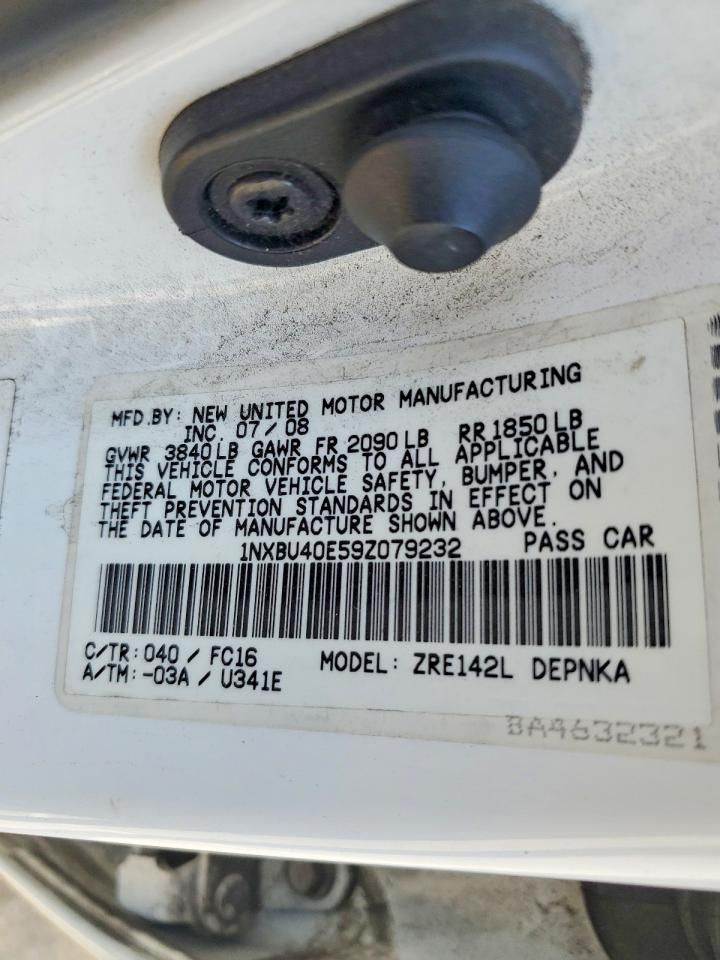 MFD.BY: NEW UNITED MOTOR MANUFACTURING
INC. 07/08
GVWR 3840LB GAWR FR 2090LB RR 1850LB
THIS VEHICLE CONFORMS TO ALL APPLICABLE
FEDERAL MOTOR VEHICLE SAFETY, BUMPER, AND
THEFT PREVENTION STANDARDS IN EFFECT ON
THE DATE OF MANUFACTURE SHOWN ABOVE.
1NXBU40E59Z079232 PASS CAR
C/TR: 040 / FC16 MODEL: ZRE142L DEPNKA
A/TM: -03A / U341E
BA4632321